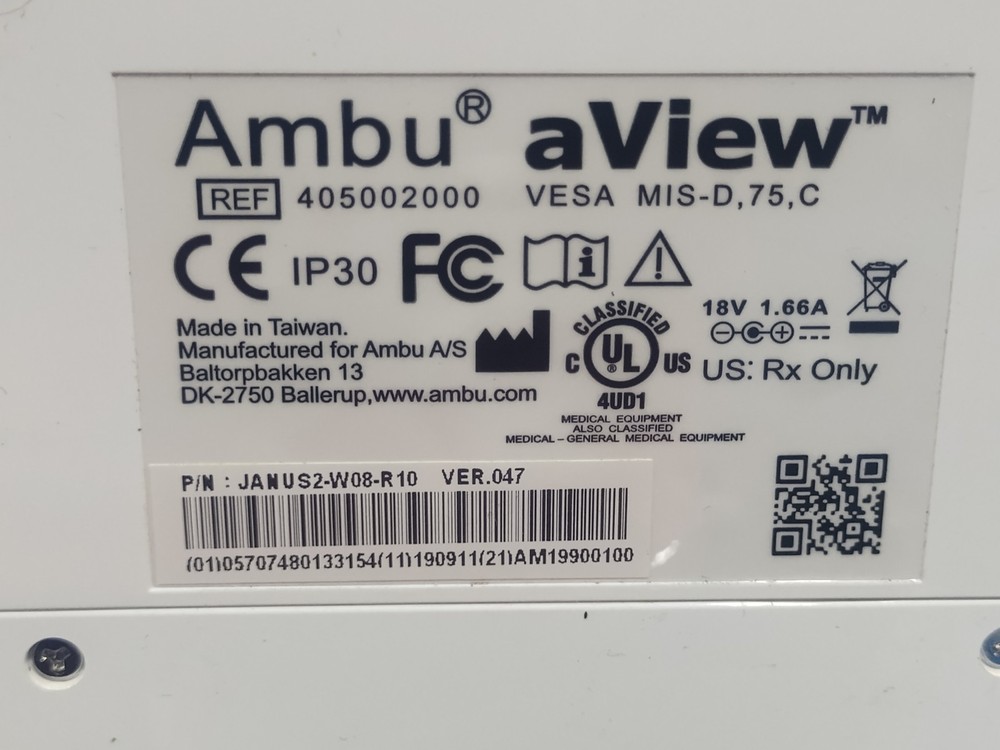 Ambu® aView™
REF 405002000 VESA MIS-D,75,C
CE IP30 FC i
Made in Taiwan.
Manufactured for Ambu A/S
Baltorpbakken 13
DK-2750 Ballerup,www.ambu.com
CLASSIFIED
C UL® US
4UD1
MEDICAL EQUIPMENT
ALSO CLASSIFIED
MEDICAL – GENERAL MEDICAL EQUIPMENT
18V 1.66A
US: Rx Only
P/N : JANUS2-W08-R10 VER.047
(01)05707480133154(11)190911(21)AM19900100